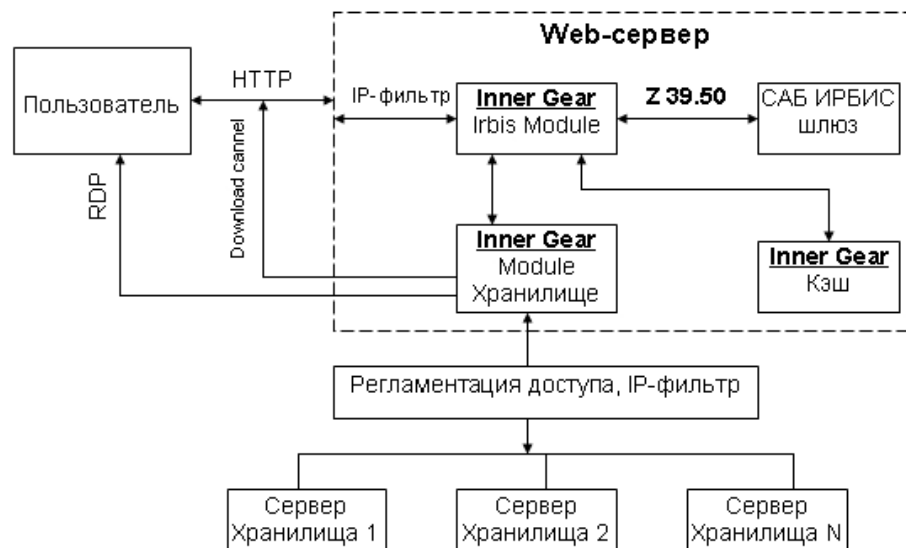 Web-сервер
HTTP
Пользователь
IP-фильтр
Inner Gear
Irbis Module
Z 39.50
САБ ИРБИС
шлюз
RDP
Download cannel
Inner Gear
Module
Хранилище
Inner Gear
Кэш
Регламентация доступа, IP-фильтр
Сервер
Хранилища 1
Сервер
Хранилища 2
Сервер
Хранилища N